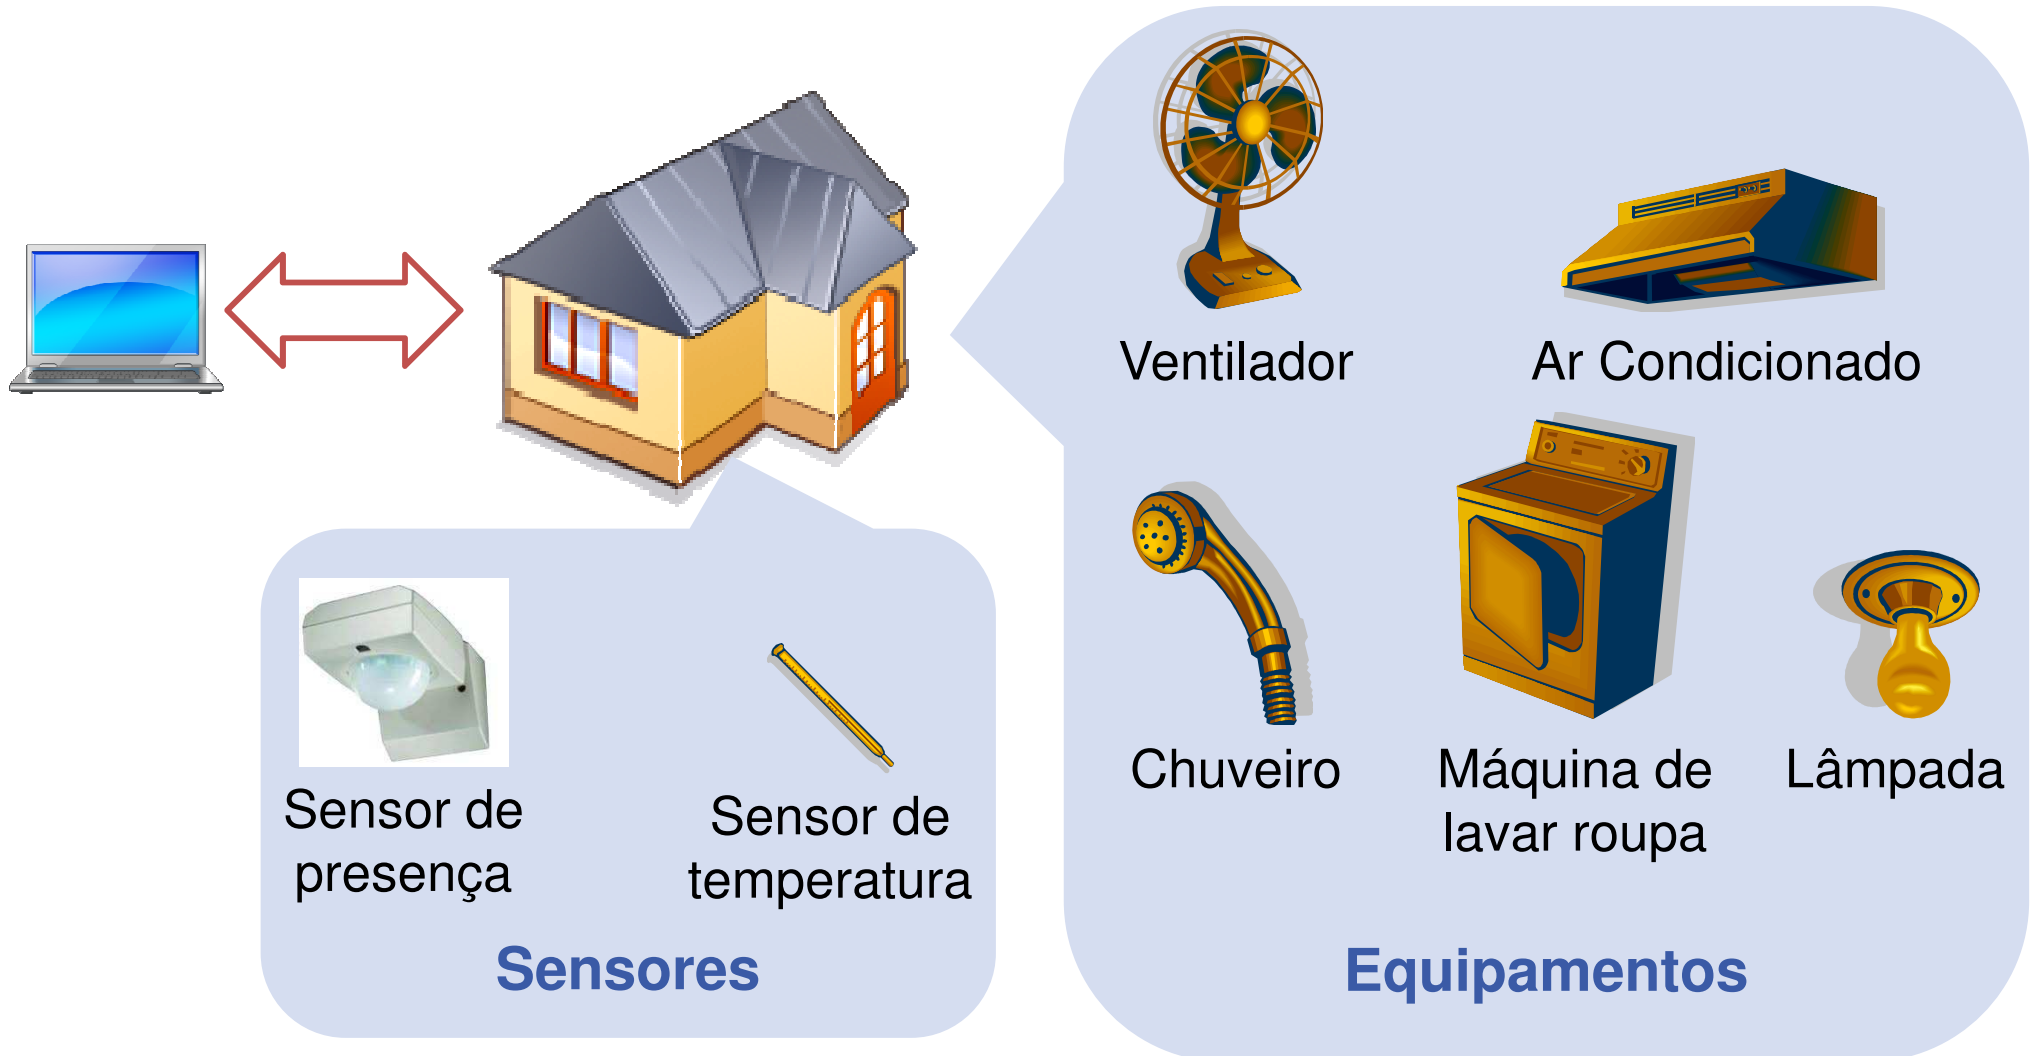 Ventilador
Ar Condicionado
Chuveiro
Máquina de
lavar roupa
Lâmpada
Equipamentos
Sensor de
presença
Sensor de
temperatura
Sensores